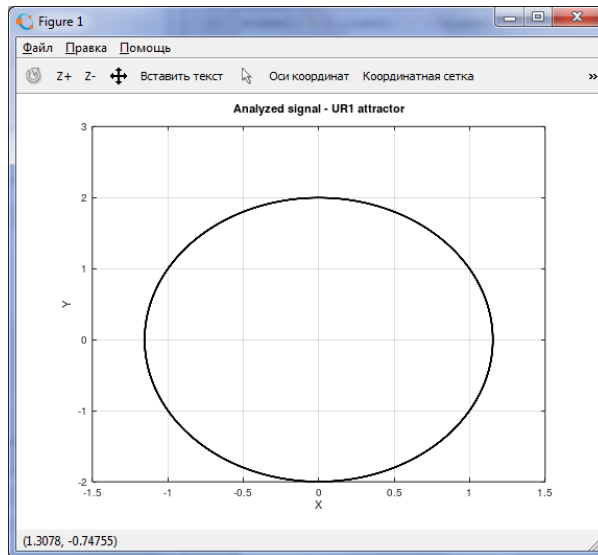 Figure 1
Файл Правка Помощь
Z+ Z- Вставить текст Оси координат Координатная сетка »
Analyzed signal - UR1 attractor
3
2
1
0
-1
-2
Y
-1.5 -1 -0.5 0 0.5 1 1.5
X
(1.3078, -0.74755)